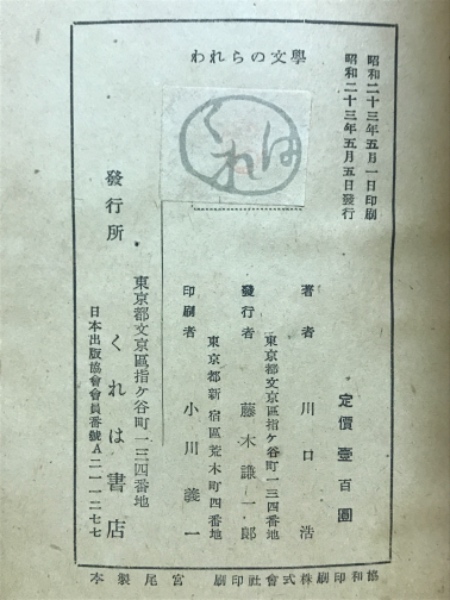 われらの文學
昭和二十三年五月一日印刷
昭和二十三年五月五日發行
くれは
定價壹百圓
著者 川口浩
東京都文京區指ケ谷町一三四番地
發行者 藤木謙一郎
東京都新宿區荒木町四番地
印刷者 小川義一
東京都文京區指ケ谷町一三四番地
發行所 くれは書店
日本出版協會會員番號A二一一二七七
協和印刷株式會社印刷 宮尾製本